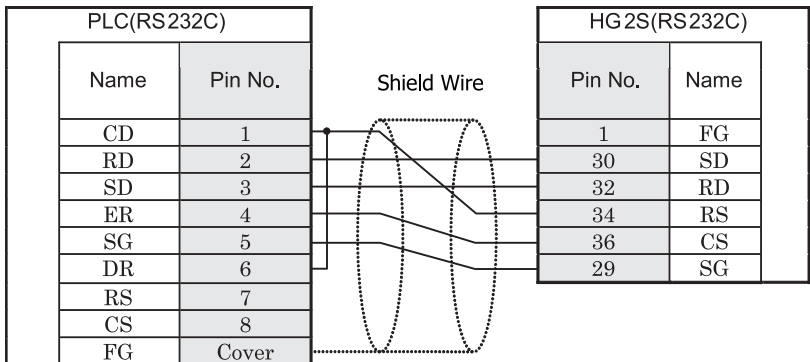 PLC(RS232C)
Name Pin No.
CD 1
RD 2
SD 3
ER 4
SG 5
DR 6
RS 7
CS 8
FG Cover
Shield Wire
HG2S(RS232C)
Pin No. Name
1 FG
30 SD
32 RD
34 RS
36 CS
29 SG